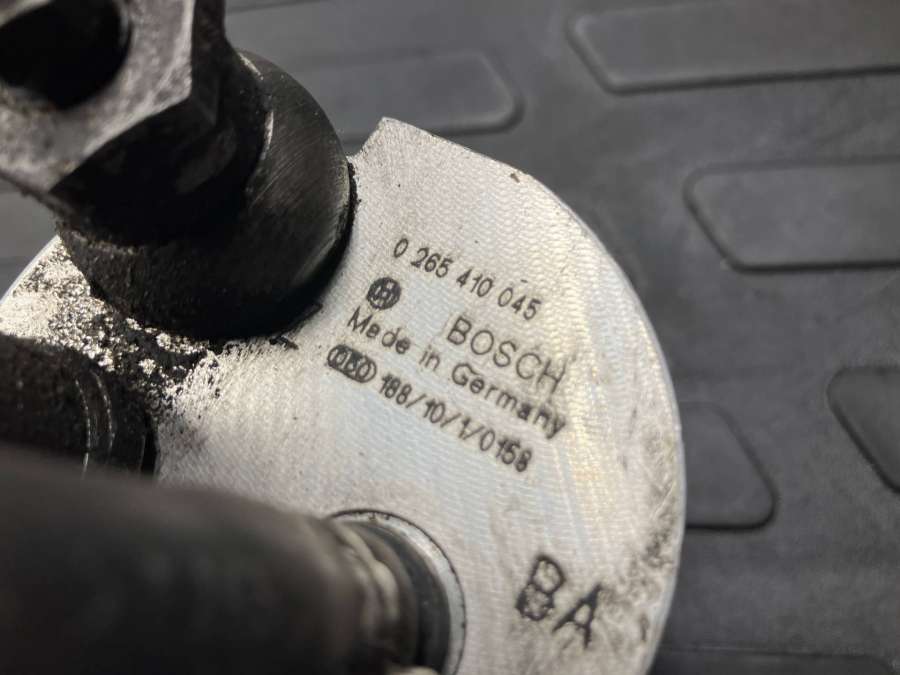 0 265 410 045
BOSCH
Made in Germany
188/10/1/0158
BA